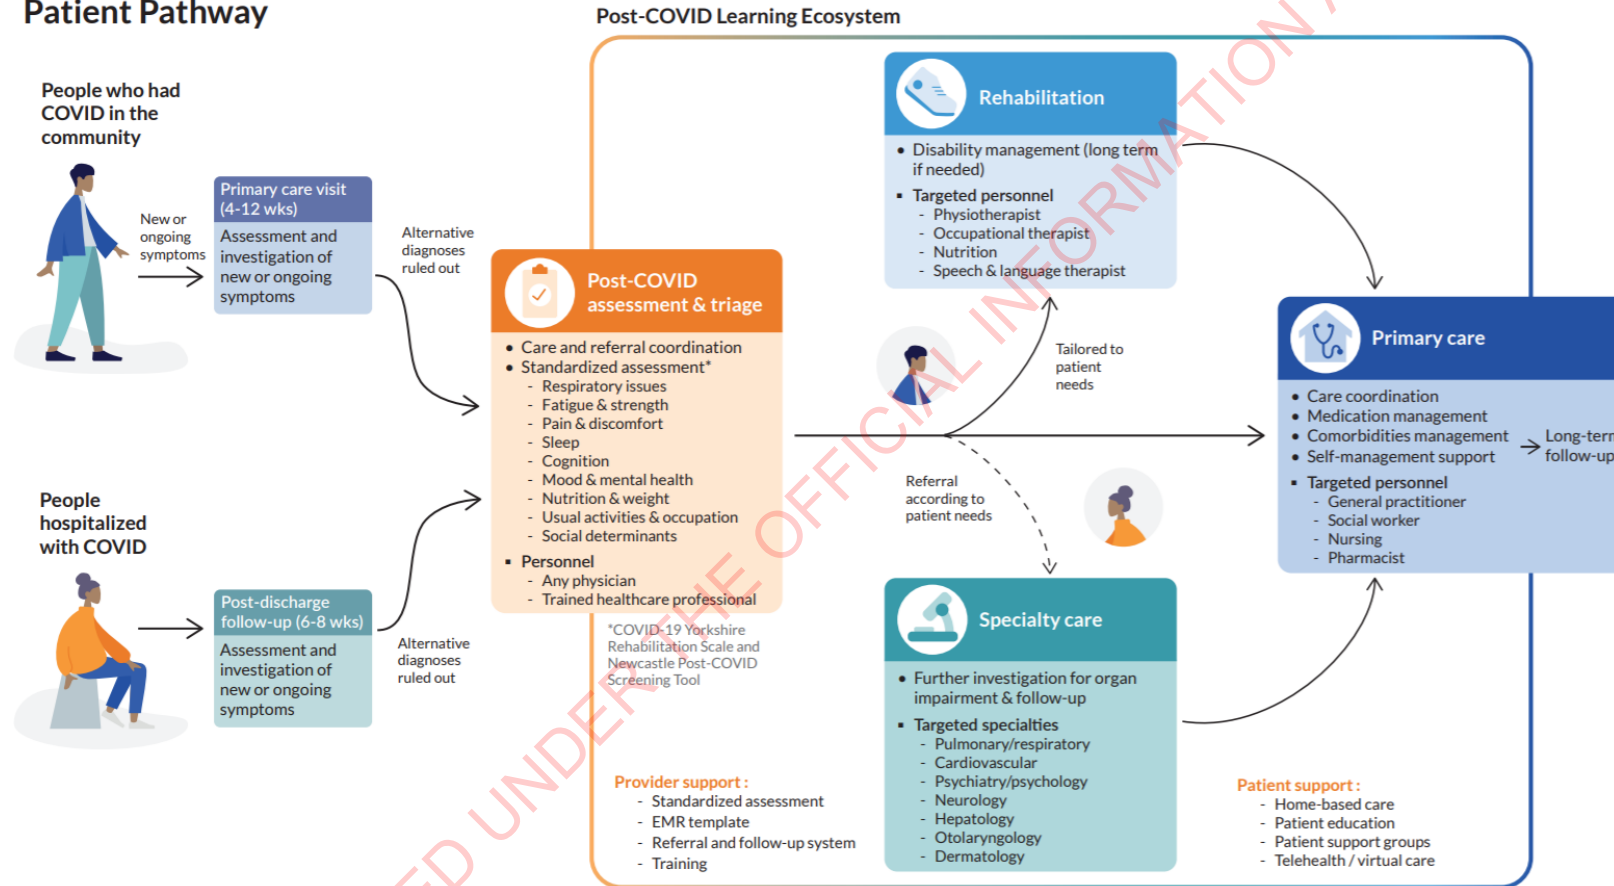 Patient Pathway
Post-COVID Learning Ecosystem
People who had
COVID in the
community
New or
ongoing
symptoms
Primary care visit
(4-12 wks)
Assessment and
investigation of
new or ongoing
symptoms
Alternative
diagnoses
ruled out
People
hospitalized
with COVID
Post-discharge
follow-up (6-8 wks)
Assessment and
investigation of
new or ongoing
symptoms
Alternative
diagnoses
ruled out
Post-COVID
assessment & triage
• Care and referral coordination
• Standardized assessment*
- Respiratory issues
- Fatigue & strength
- Pain & discomfort
- Sleep
- Cognition
- Mood & mental health
- Nutrition & weight
- Usual activities & occupation
- Social determinants
▪ Personnel
- Any physician
- Trained healthcare professional
*COVID-19 Yorkshire
Rehabilitation Scale and
Newcastle Post-COVID
Screening Tool
Provider support :
- Standardized assessment
- EMR template
- Referral and follow-up system
- Training
Rehabilitation
• Disability management (long term
if needed)
▪ Targeted personnel
- Physiotherapist
- Occupational therapist
- Nutrition
- Speech & language therapist
Tailored to
patient
needs
Referral
according to
patient needs
Specialty care
• Further investigation for organ
impairment & follow-up
▪ Targeted specialties
- Pulmonary/respiratory
- Cardiovascular
- Psychiatry/psychology
- Neurology
- Hepatology
- Otolaryngology
- Dermatology
Primary care
• Care coordination
• Medication management
• Comorbidities management
• Self-management support
Long-term
follow-up
▪ Targeted personnel
- General practitioner
- Social worker
- Nursing
- Pharmacist
Patient support :
- Home-based care
- Patient education
- Patient support groups
- Telehealth / virtual care
UNDER THE OFFICIAL INFORMATION